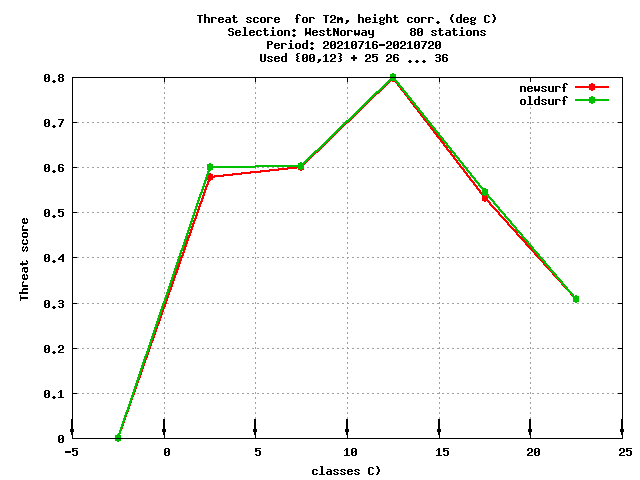 Threat score  for T2m, height corr. (deg C)
Selection: WestNorway     80 stations
Period: 20210716-20210720
Used {00,12} + 25 26 ... 36
newsurf
oldsurf
0.8
0.7
0.6
0.5
0.4
0.3
0.2
0.1
0
Threat score
-5 0 5 10 15 20 25
classes C)